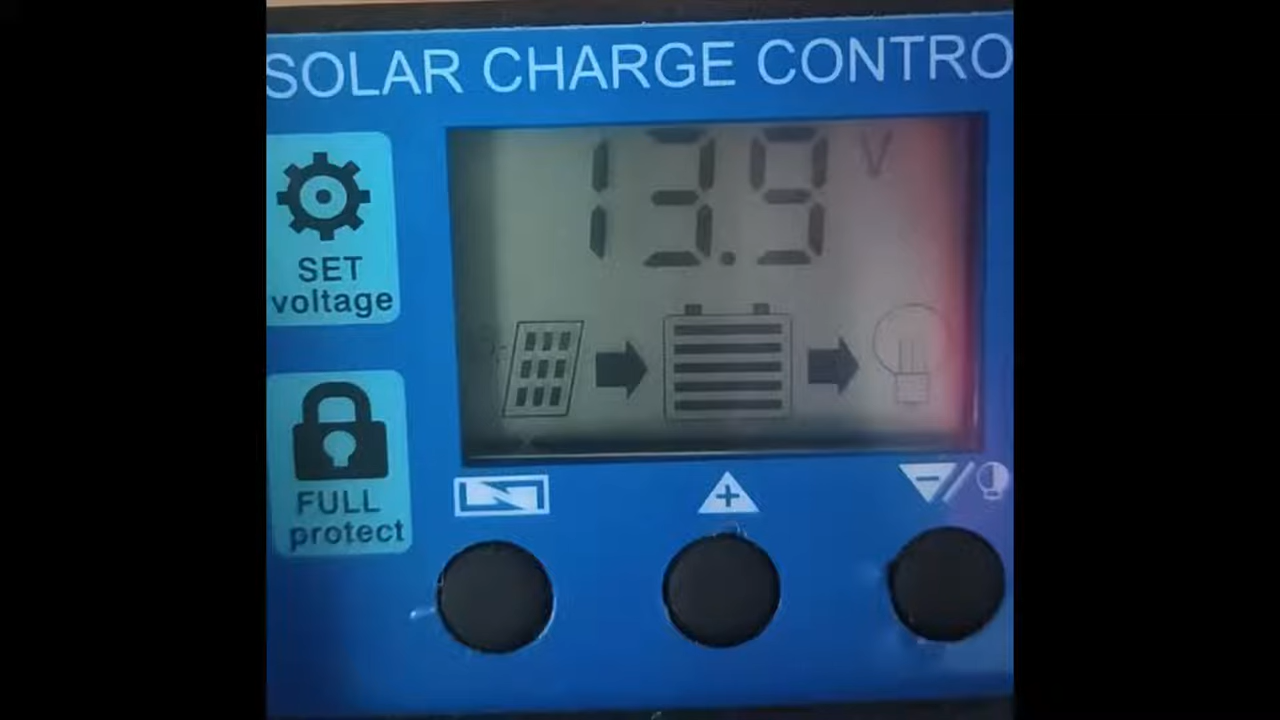 SOLAR CHARGE CONTRO
13.9 V
SET
voltage
FULL
protect